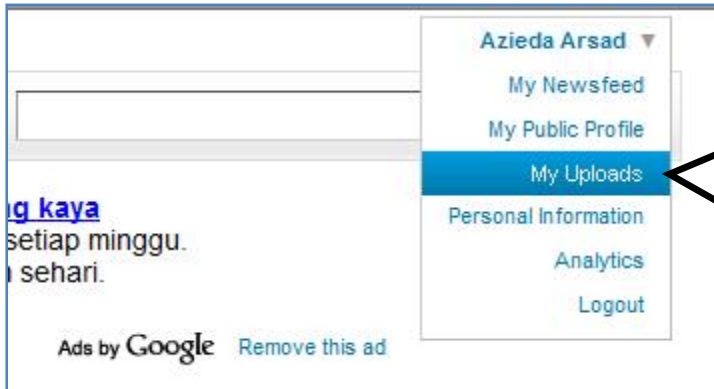 Azieda Arsad ▼
My Newsfeed
My Public Profile
My Uploads
Personal Information
Analytics
Logout
kaya
setiap minggu.
sehari.
Ads by Google Remove this ad